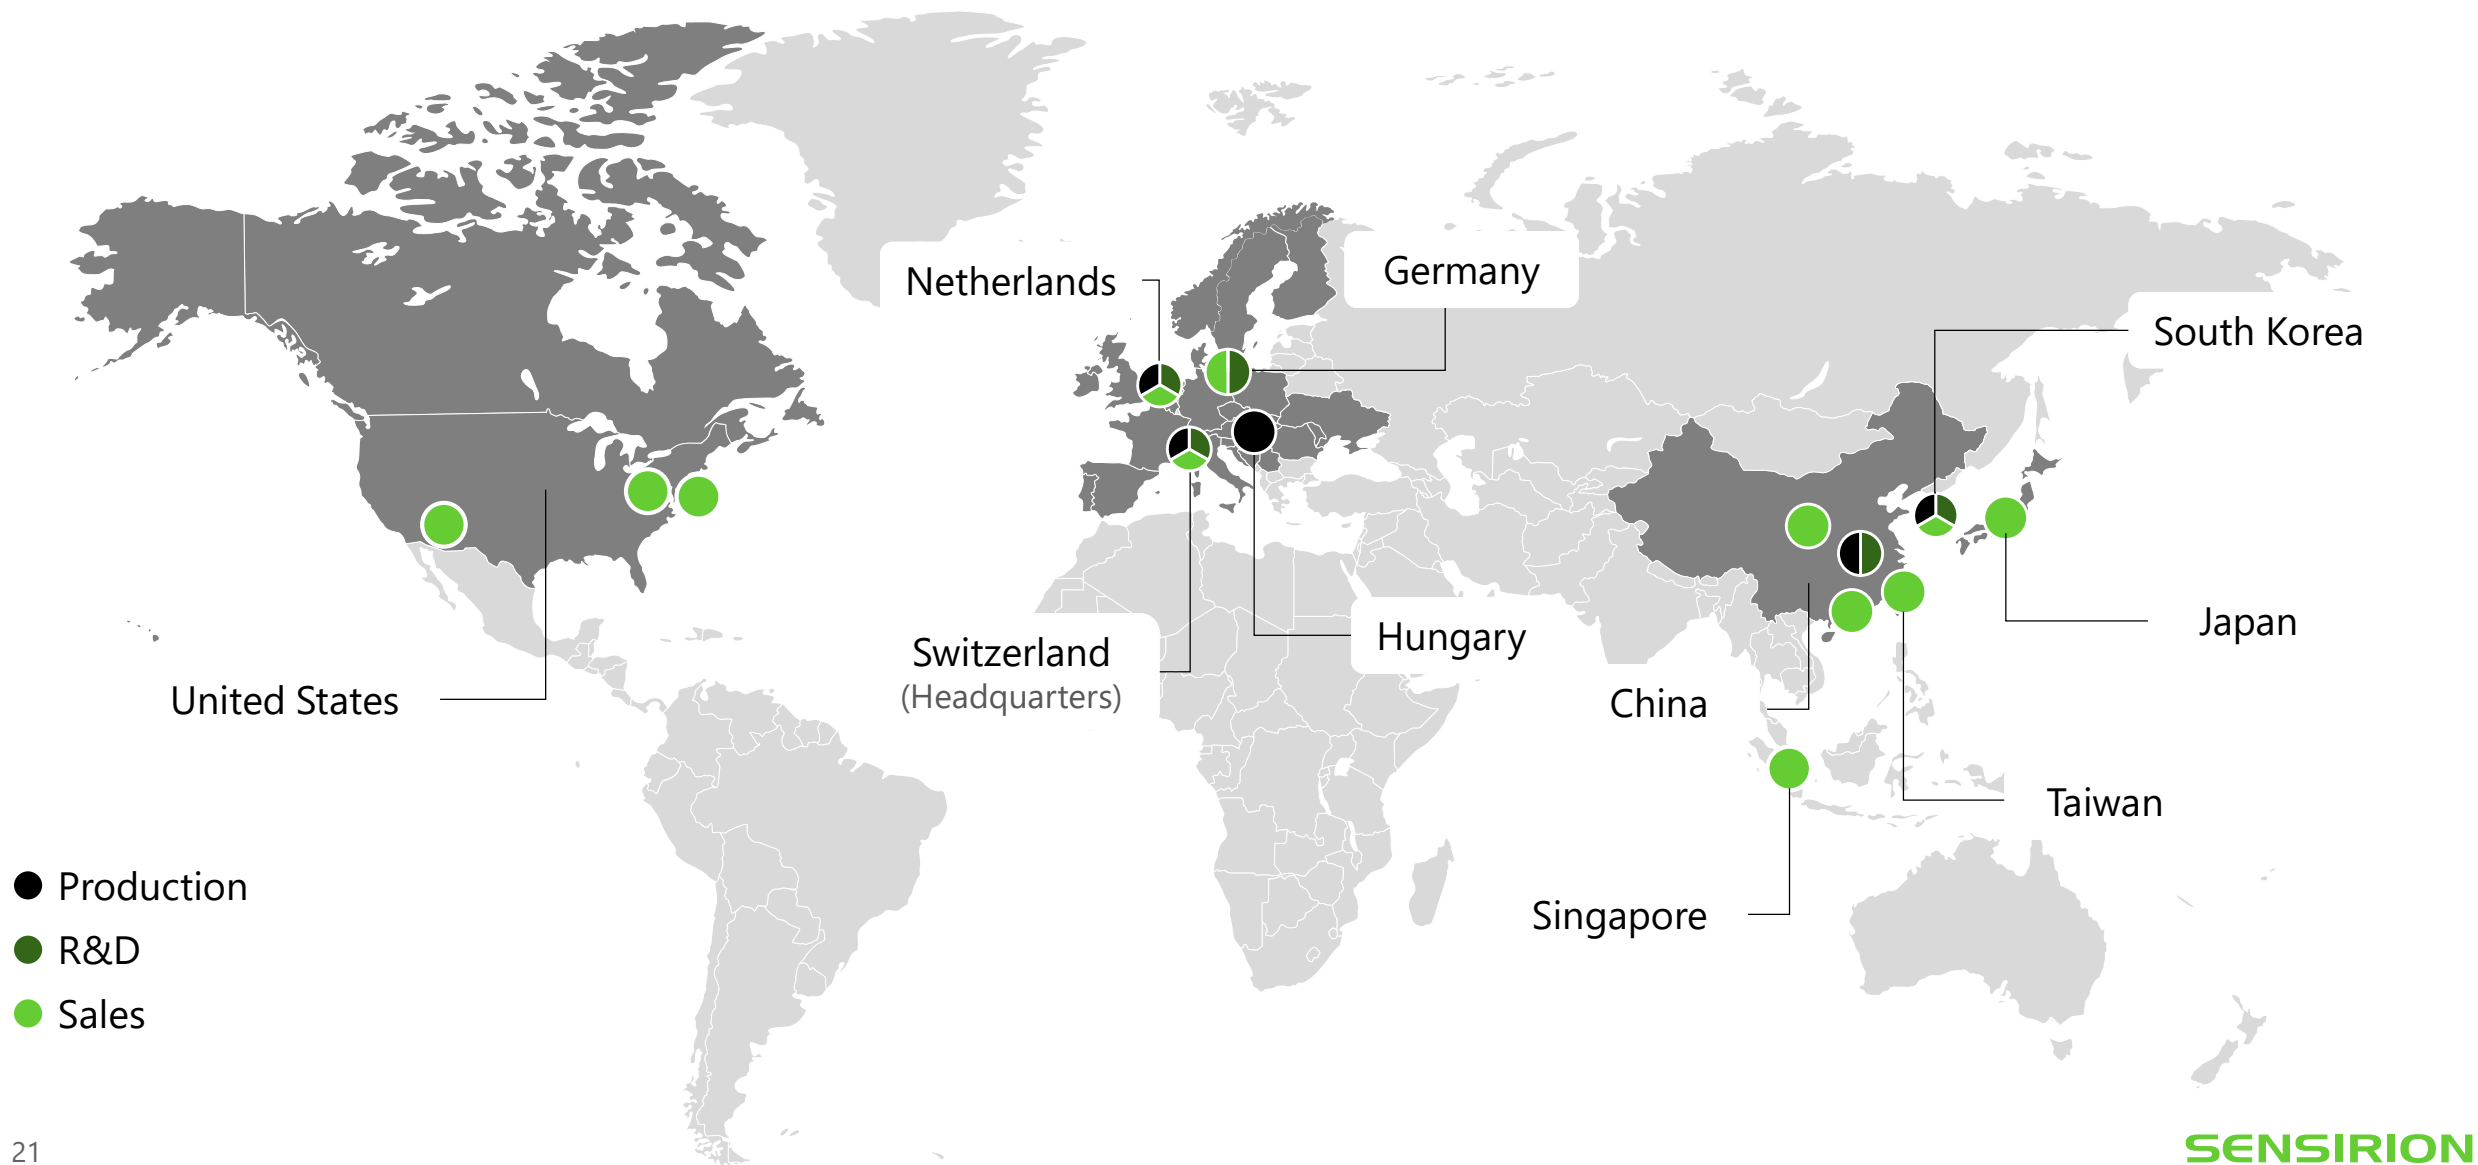 Netherlands
Germany
South Korea
United States
Switzerland
(Headquarters)
Hungary
China
Japan
Taiwan
Singapore
Production
R&D
Sales
21
SENSIRION